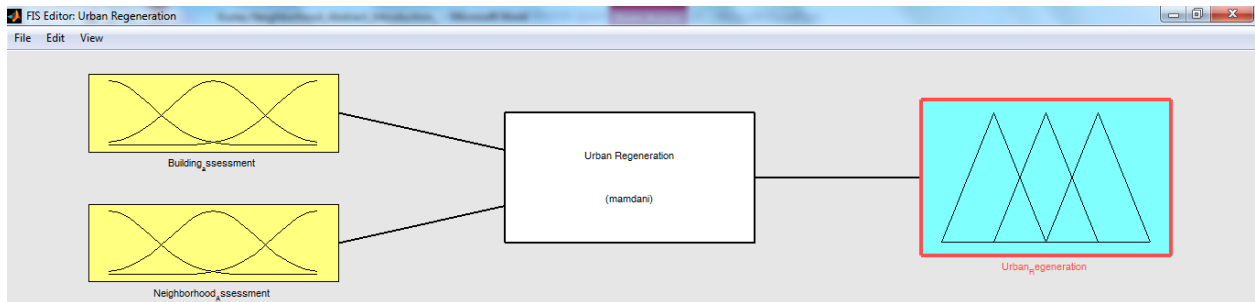 FIS Editor: Urban Regeneration
File Edit View
Building_assessment
Urban Regeneration
(mamdani)
Neighborhood_Assessment
Urban_Regeneration